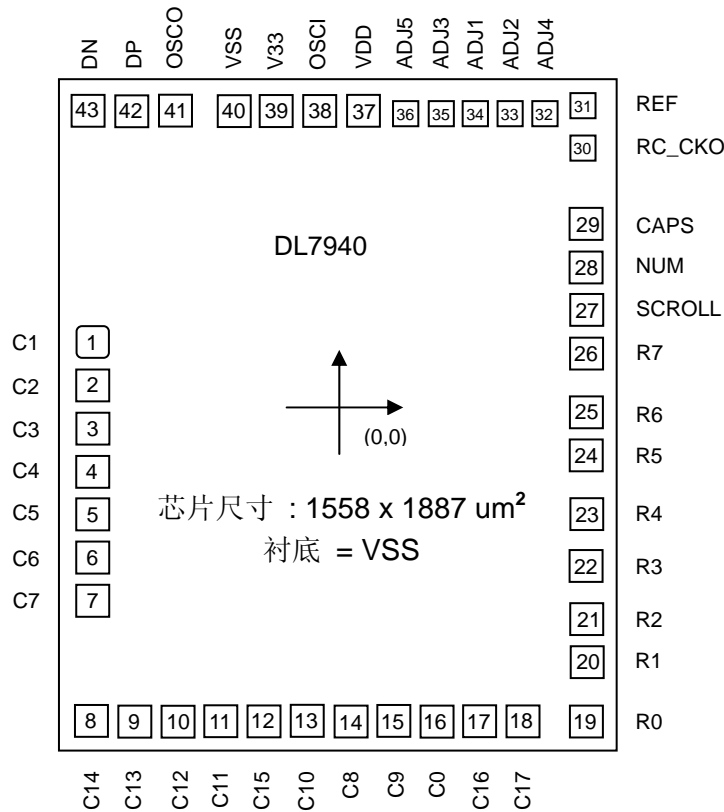 DN DP OSCO VSS V33 OSCI VDD ADJ5 ADJ3 ADJ1 ADJ2 ADJ4
43 42 41 40 39 38 37 36 35 34 33 32 31 REF
30 RC_CKO
29 CAPS
DL7940
28 NUM
27 SCROLL
C1 1 26 R7
C2 2
(0,0)
25 R6
C3 3
C4 4 24 R5
C5 5 芯片尺寸 : 1558 x 1887 um² 23 R4
C6 6 衬底 = VSS 22 R3
C7 7
21 R2
20 R1
8 9 10 11 12 13 14 15 16 17 18 19 R0
C14 C13 C12 C11 C15 C10 C8 C9 C0 C16 C17